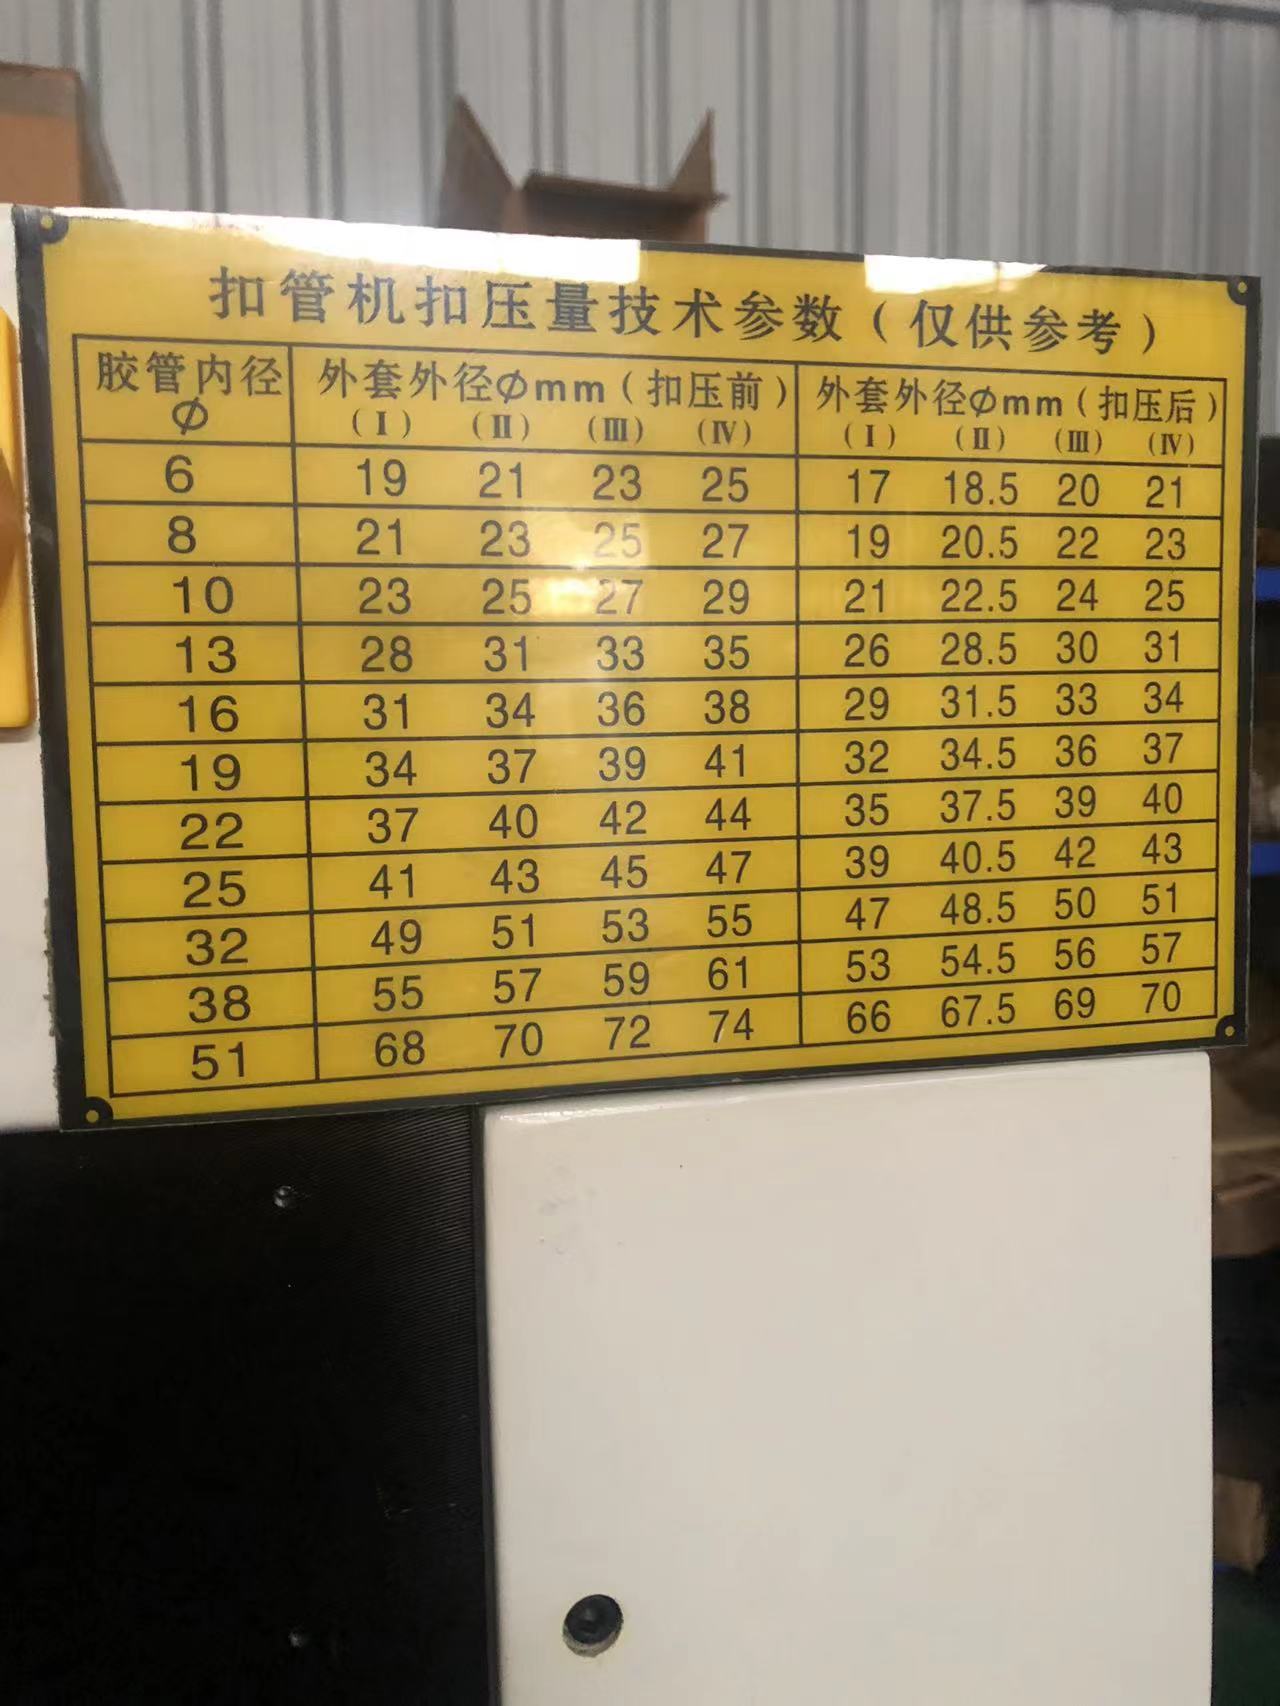 扣管机扣压量技术参数（仅供参考）
胶管内径 外套外径Φmm（扣压前） 外套外径Φmm（扣压后）
Φ (Ⅰ) (Ⅱ) (Ⅲ) (Ⅳ) (Ⅰ) (Ⅱ) (Ⅲ) (Ⅳ)
6 19 21 23 25 17 18.5 20 21
8 21 23 25 27 19 20.5 22 23
10 23 25 27 29 21 22.5 24 25
13 28 31 33 35 26 28.5 30 31
16 31 34 36 38 29 31.5 33 34
19 34 37 39 41 32 34.5 36 37
22 37 40 42 44 35 37.5 39 40
25 41 43 45 47 39 40.5 42 43
32 49 51 53 55 47 48.5 50 51
38 55 57 59 61 53 54.5 56 57
51 68 70 72 74 66 67.5 69 70